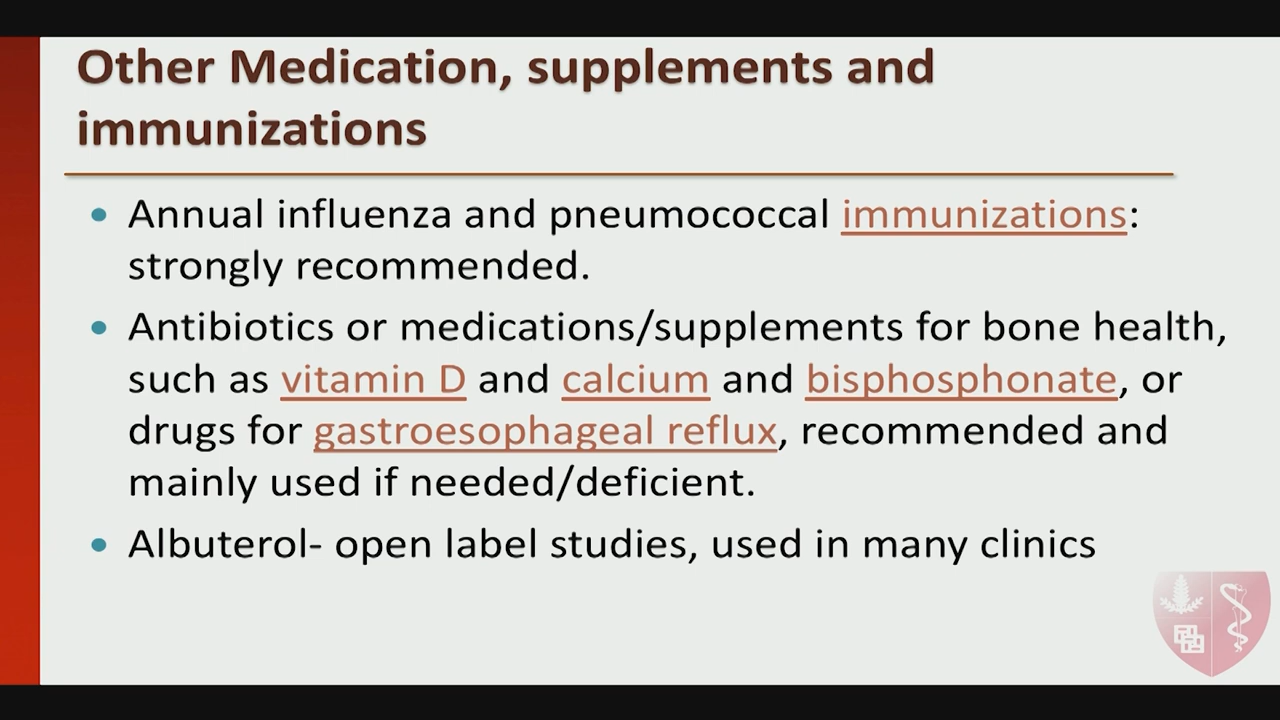 Other Medication, supplements and
immunizations
• Annual influenza and pneumococcal immunizations:
strongly recommended.
• Antibiotics or medications/supplements for bone health,
such as vitamin D and calcium and bisphosphonate, or
drugs for gastroesophageal reflux, recommended and
mainly used if needed/deficient.
• Albuterol- open label studies, used in many clinics